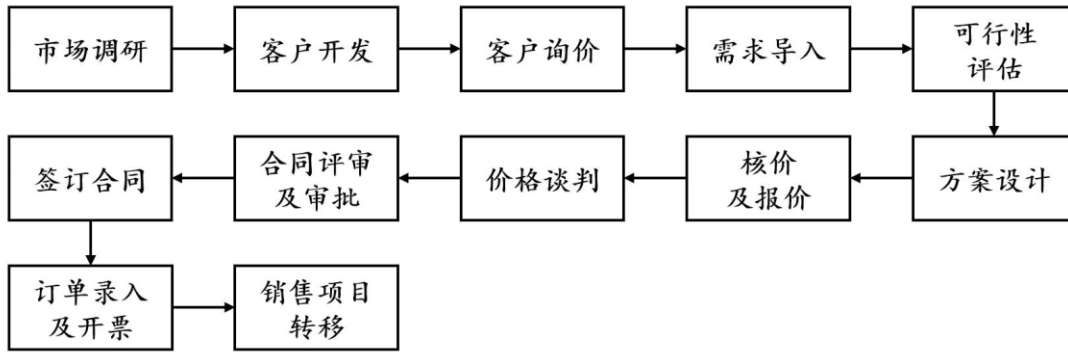 市场调研
客户开发
客户询价
需求导入
可行性
评估
签订合同
合同评审
及审批
价格谈判
核价
及报价
方案设计
订单录入
及开票
销售项目
转移